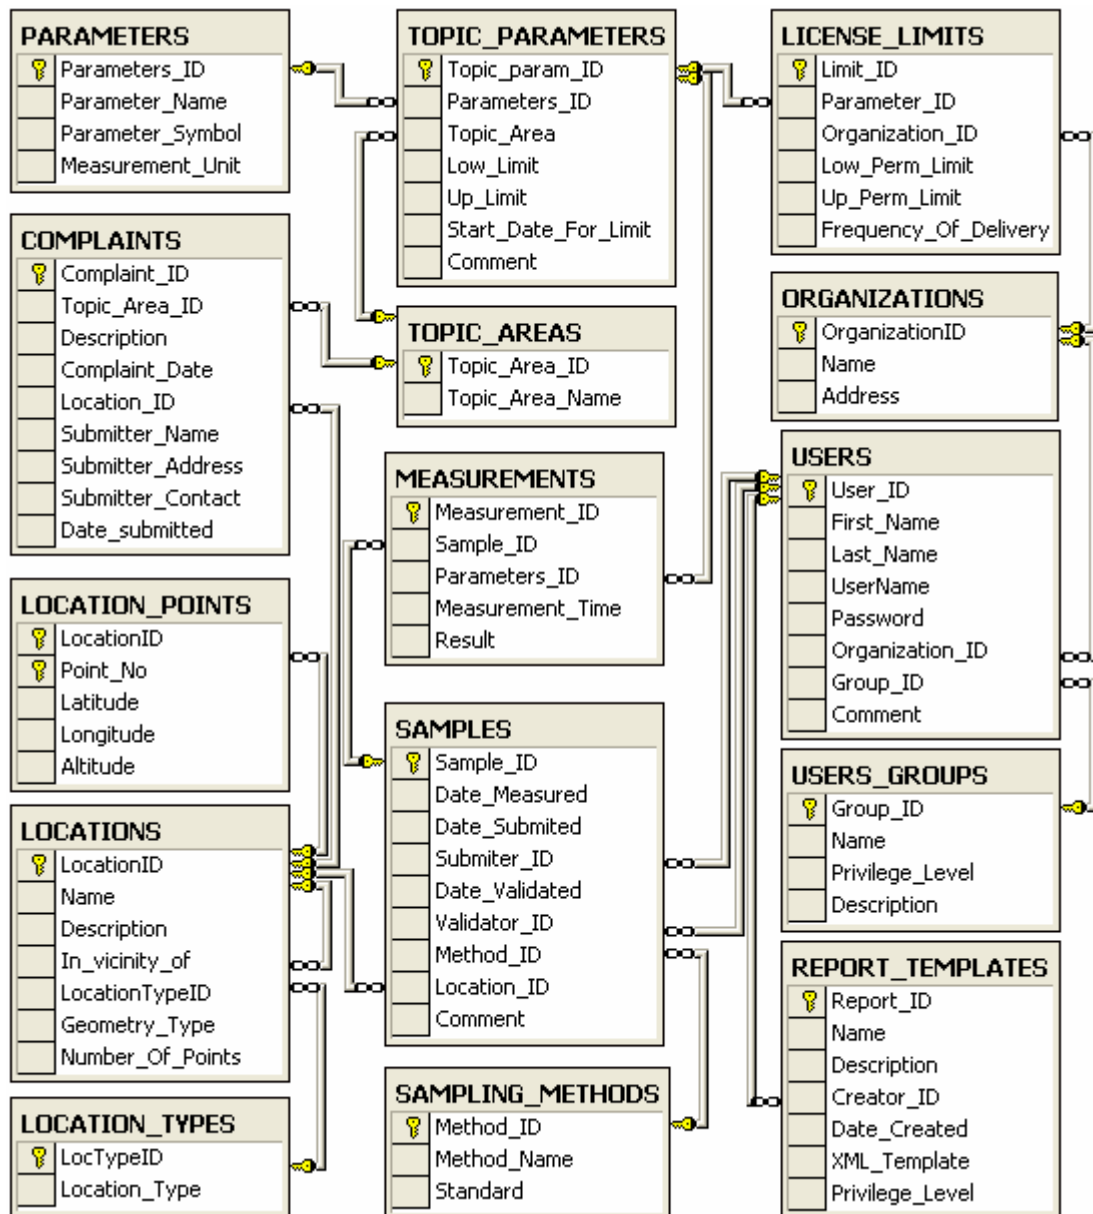 PARAMETERS
Parameters_ID
Parameter_Name
Parameter_Symbol
Measurement_Unit
COMPLAINTS
Complaint_ID
Topic_Area_ID
Description
Complaint_Date
Location_ID
Submitter_Name
Submitter_Address
Submitter_Contact
Date_submitted
LOCATION_POINTS
LocationID
Point_No
Latitude
Longitude
Altitude
LOCATIONS
LocationID
Name
Description
In_vicinity_of
LocationTypeID
Geometry_Type
Number_Of_Points
LOCATION_TYPES
LocTypeID
Location_Type
TOPIC_PARAMETERS
Topic_param_ID
Parameters_ID
Topic_Area
Low_Limit
Up_Limit
Start_Date_For_Limit
Comment
TOPIC_AREAS
Topic_Area_ID
Topic_Area_Name
MEASUREMENTS
Measurement_ID
Sample_ID
Parameters_ID
Measurement_Time
Result
SAMPLES
Sample_ID
Date_Measured
Date_Submited
Submiter_ID
Date_Validated
Validator_ID
Method_ID
Location_ID
Comment
SAMPLING_METHODS
Method_ID
Method_Name
Standard
LICENSE_LIMITS
Limit_ID
Parameter_ID
Organization_ID
Low_Perm_Limit
Up_Perm_Limit
Frequency_Of_Delivery
ORGANIZATIONS
OrganizationID
Name
Address
USERS
User_ID
First_Name
Last_Name
UserName
Password
Organization_ID
Group_ID
Comment
USERS_GROUPS
Group_ID
Name
Privilege_Level
Description
REPORT_TEMPLATES
Report_ID
Name
Description
Creator_ID
Date_Created
XML_Template
Privilege_Level